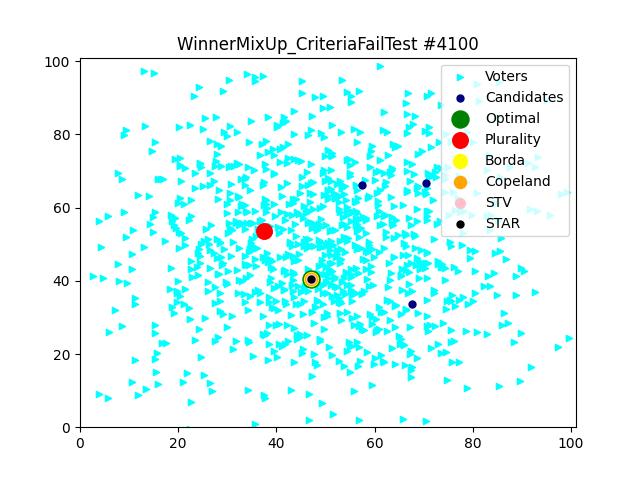 WinnerMixUp_CriteriaFailTest #4100
100
80
60
40
20
0
0
20
40
60
80
100
Voters
Candidates
Optimal
Plurality
Borda
Copeland
STV
STAR